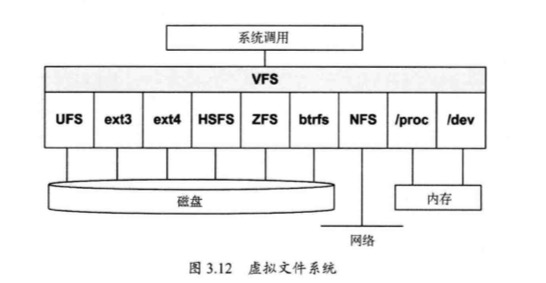 系统调用
VFS
UFS ext3 ext4 HSFS ZFS btrfs NFS /proc /dev
磁盘 内存
网络
图 3.12 虚拟文件系统